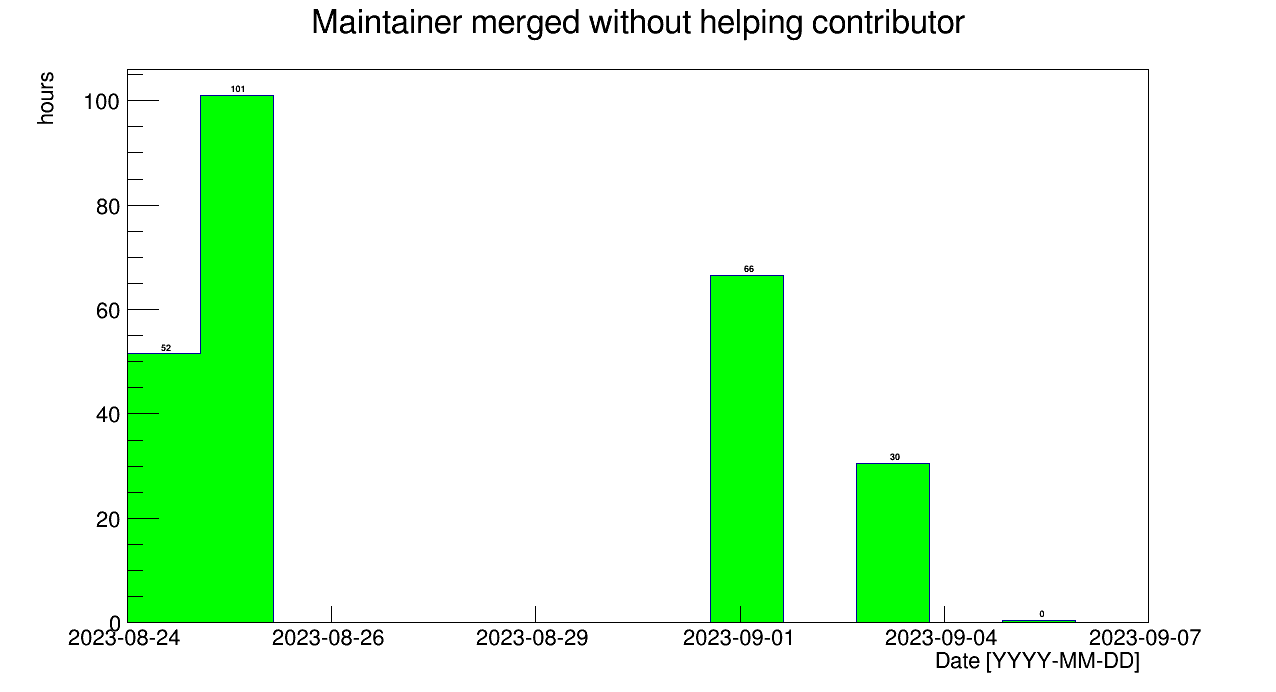 Maintainer merged without helping contributor
hours
100
80
60
40
20
0
101
52
66
30
0
2023-08-24 2023-08-26 2023-08-29 2023-09-01 2023-09-04 2023-09-07
Date [YYYY-MM-DD]